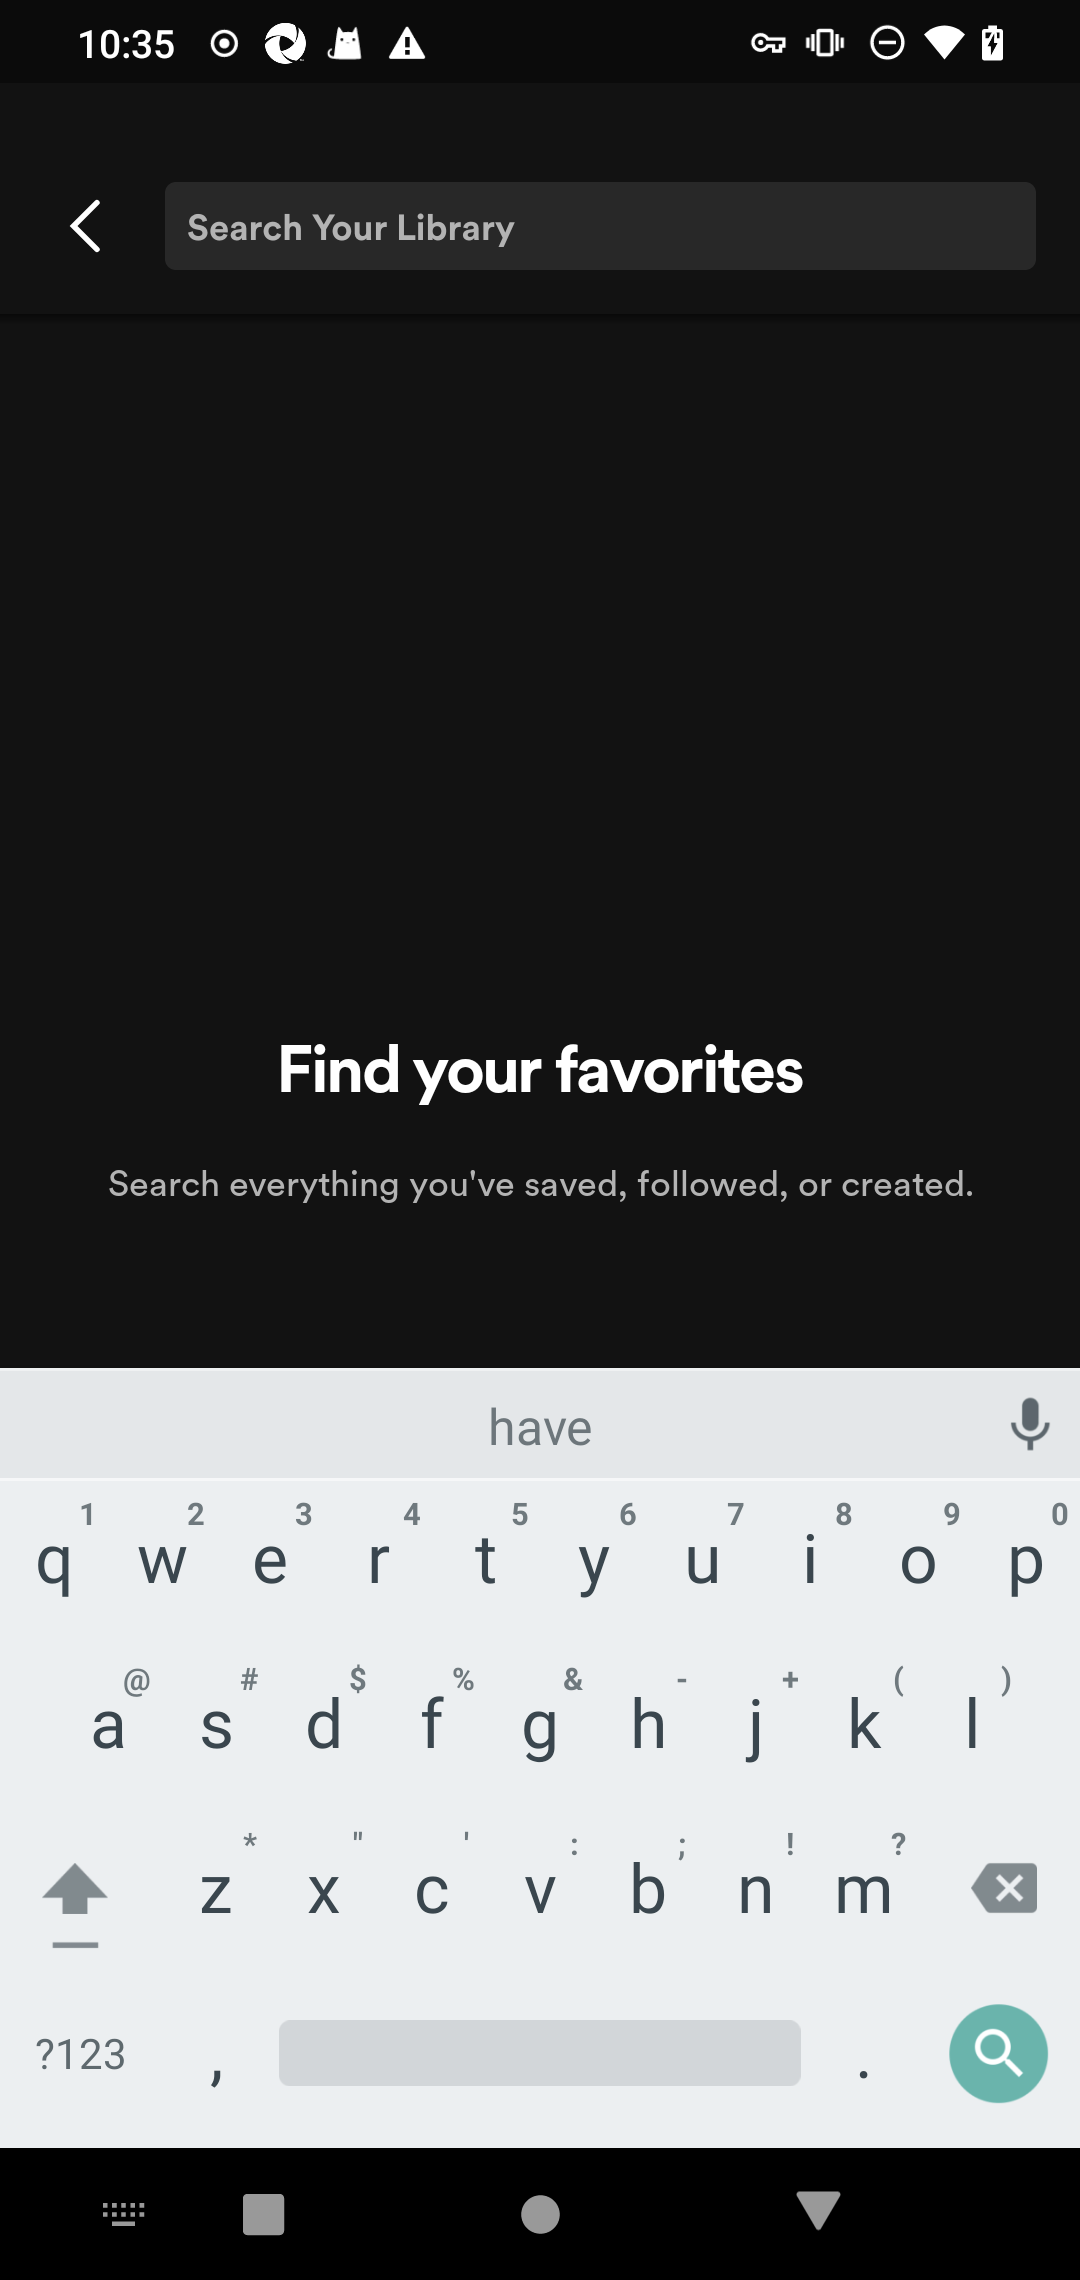 10:35
Search Your Library
Find your favorites
Search everything you've saved, followed, or created.
have
1 2 3 4 5 6 7 8 9 0
q w e r t y u i o p
@ # $ % & - + ( )
a s d f g h j k l
* " ' : ; ! ?
z x c v b n m
?123 , .